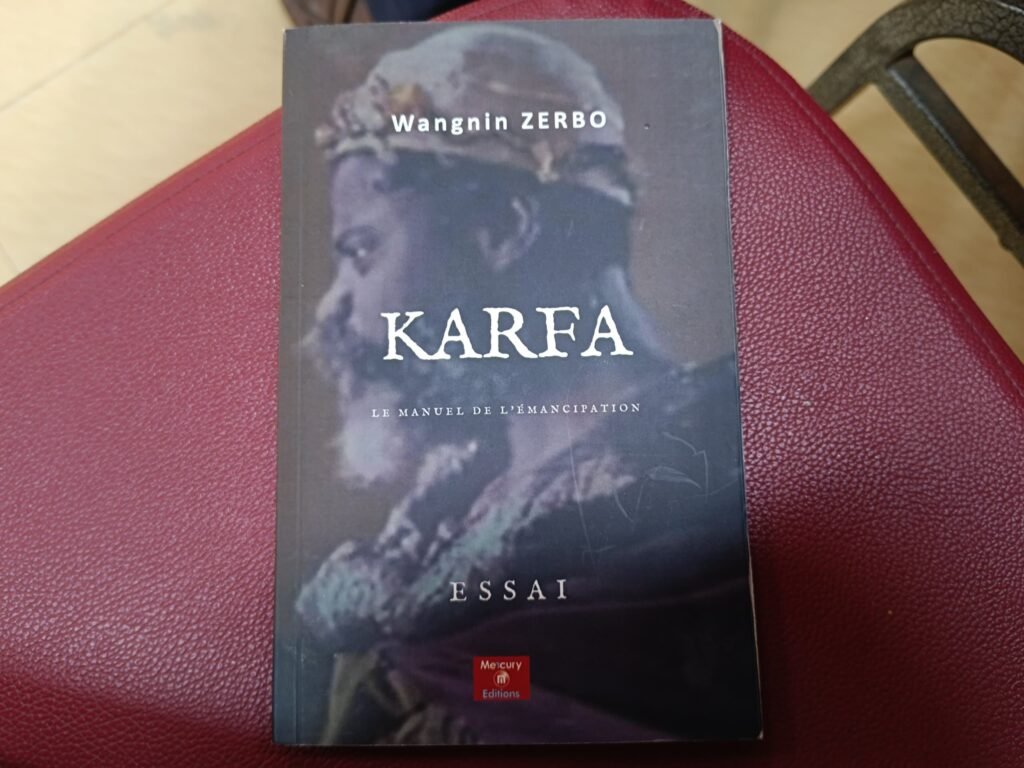 Wangnin ZERBO
KARFA
LE MANUEL DE L'ÉMANCIPATION
ESSAI
Mercury
m
Editions